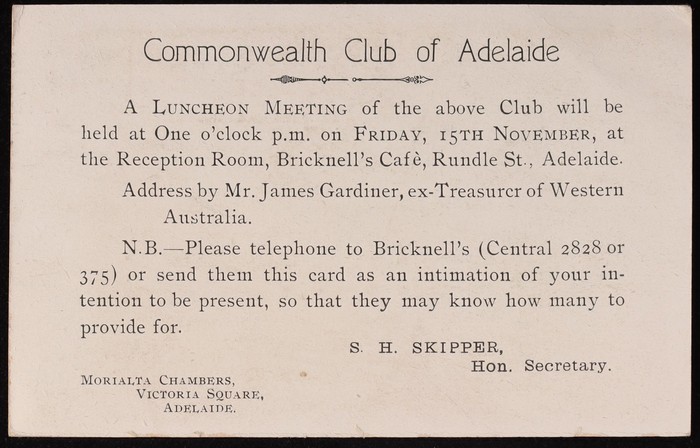 Commonwealth Club of Adelaide
A LUNCHEON MEETING of the above Club will be
held at One o'clock p.m. on FRIDAY, 15TH NOVEMBER, at
the Reception Room, Bricknell's Cafè, Rundle St., Adelaide.
Address by Mr. James Gardiner, ex-Treasurer of Western
Australia.
N.B.—Please telephone to Bricknell's (Central 2828 or
375) or send them this card as an intimation of your in-
tention to be present, so that they may know how many to
provide for.
S. H. SKIPPER,
Hon. Secretary.
MORIALTA CHAMBERS,
VICTORIA SQUARE,
ADELAIDE.